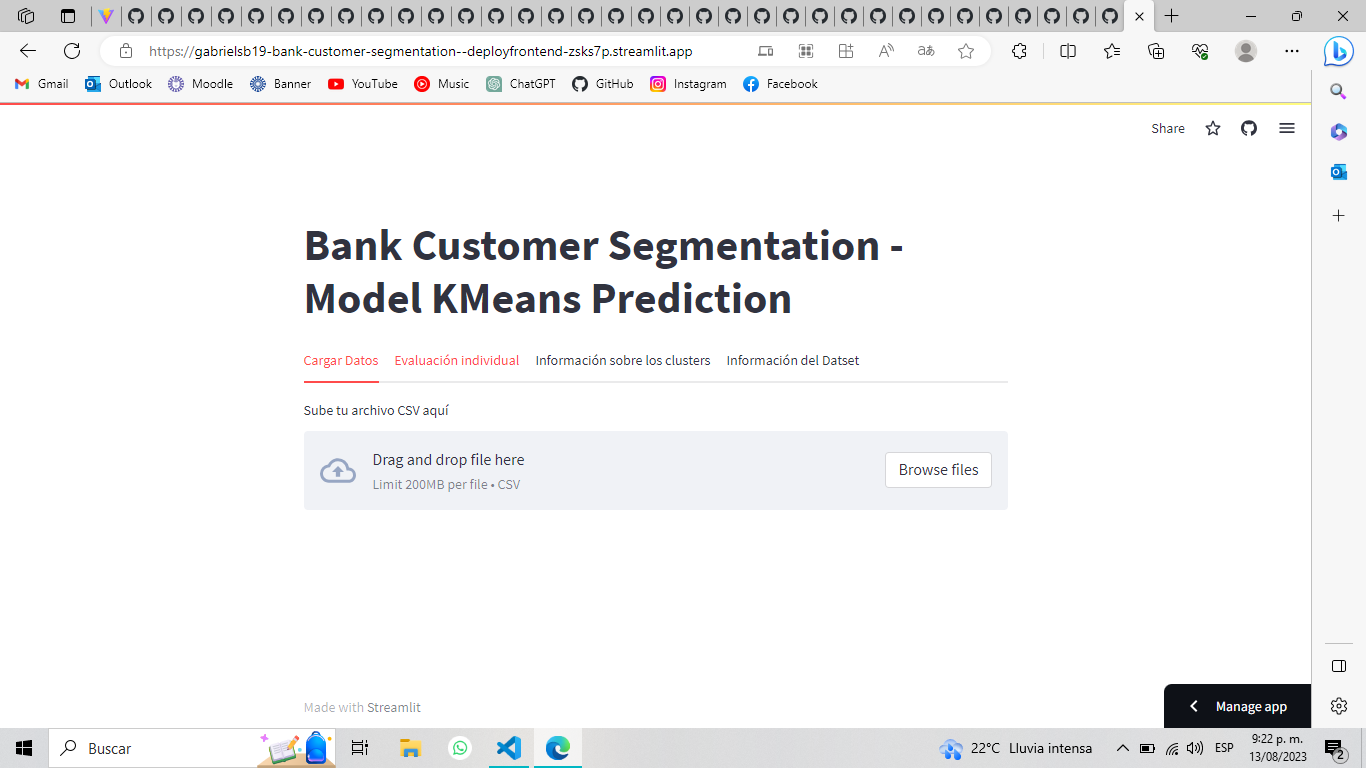 https://gabrielsb19-bank-customer-segmentation--deployfrontend-zsks7p.streamlit.app
Gmail Outlook Moodle Banner YouTube Music ChatGPT GitHub Instagram Facebook
Share
Bank Customer Segmentation -
Model KMeans Prediction
Cargar Datos Evaluación individual Información sobre los clusters Información del Datset
Sube tu archivo CSV aquí
Drag and drop file here
Limit 200MB per file • CSV
Browse files
Made with Streamlit
Manage app
Buscar
22°C Lluvia intensa
ESP
9:22 p. m.
13/08/2023
2